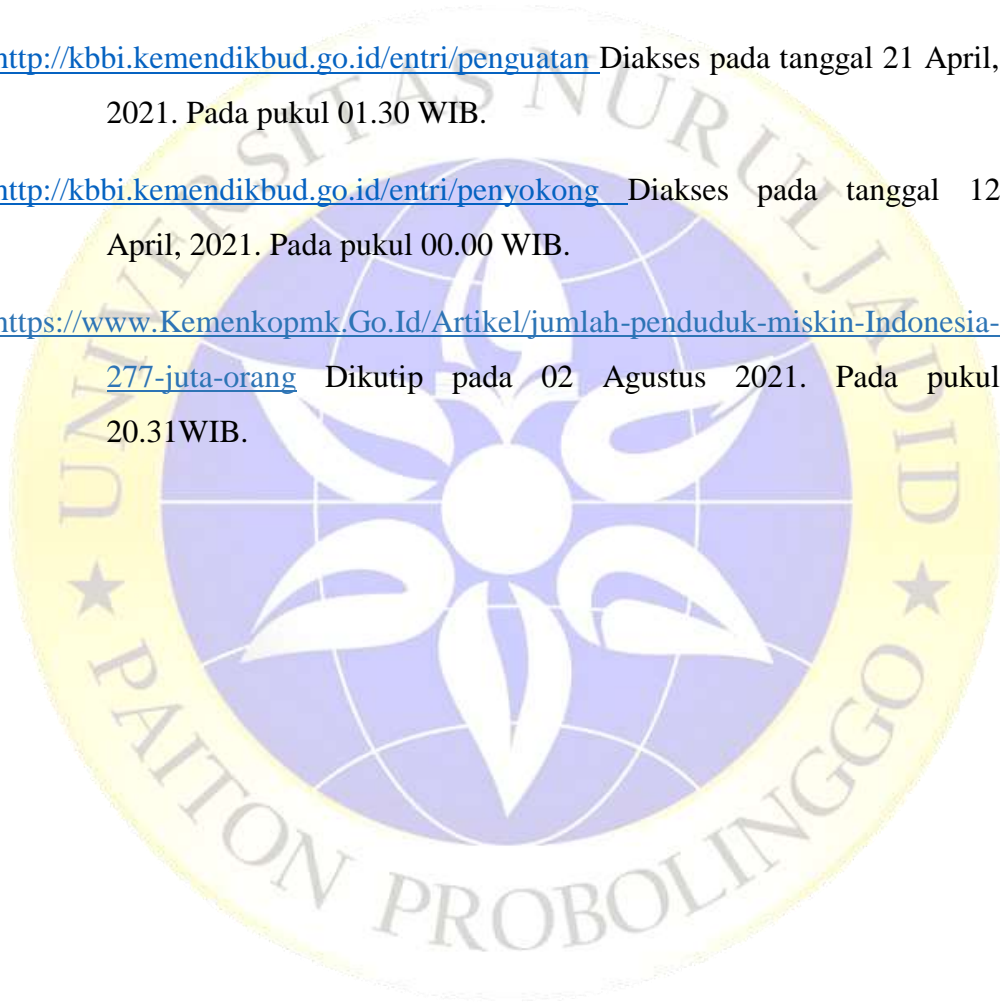 http://kbbi.kemendikbud.go.id/entri/penguatan Diakses pada tanggal 21 April,
2021. Pada pukul 01.30 WIB.
http://kbbi.kemendikbud.go.id/entri/penyokong Diakses pada tanggal 12
April, 2021. Pada pukul 00.00 WIB.
https://www.Kemenkopmk.Go.Id/Artikel/jumlah-penduduk-miskin-Indonesia-
277-juta-orang Dikutip pada 02 Agustus 2021. Pada pukul
20.31WIB.
UNIVERSITAS NURUL JADID
PAITON PROBOLINGGO